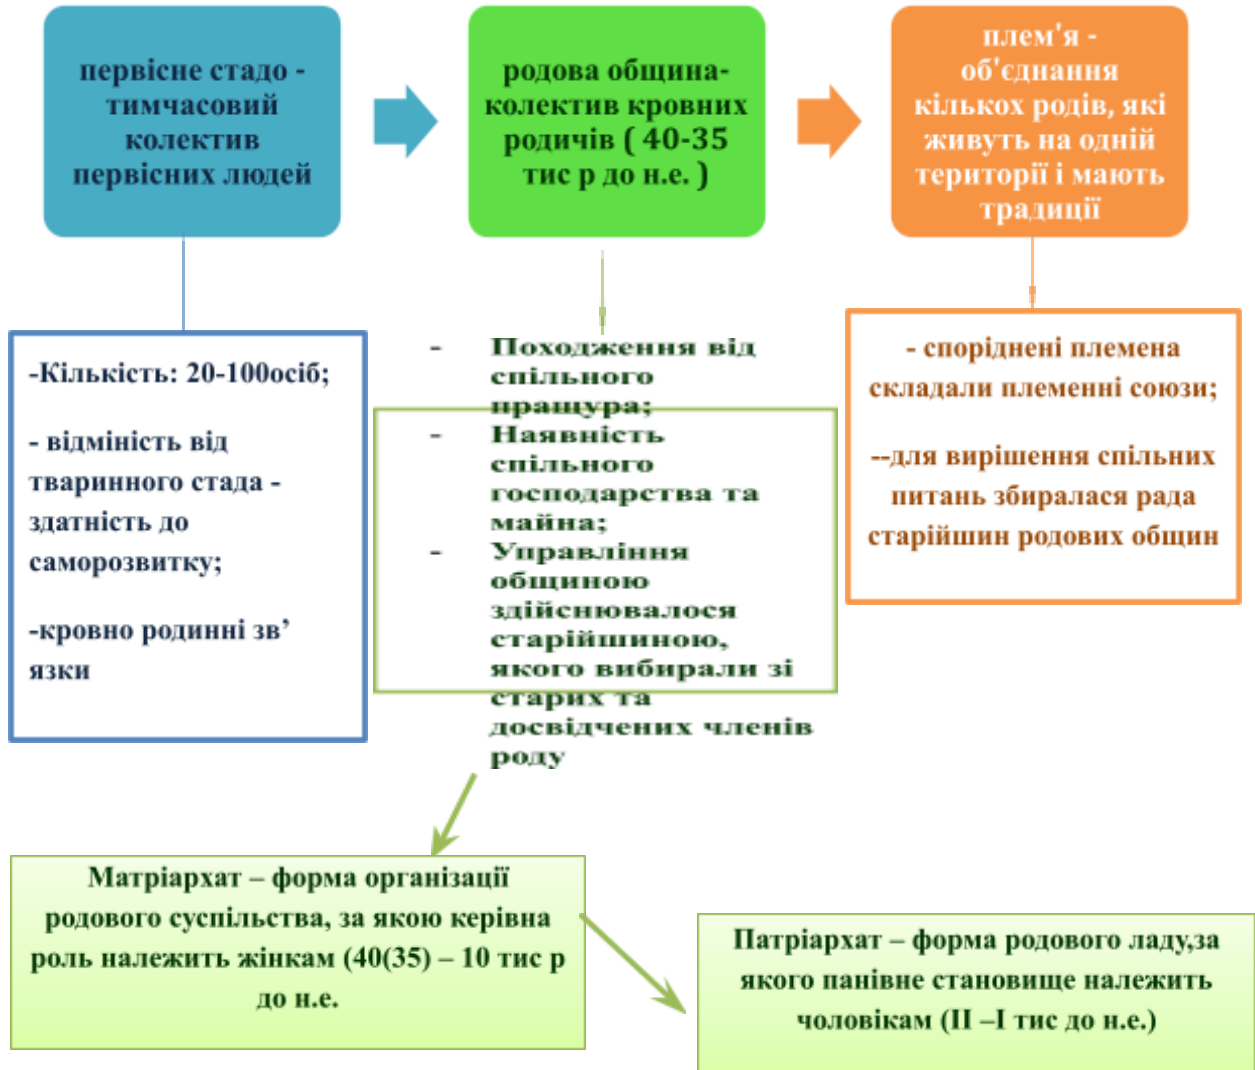 первісне стадо -
тимчасовий
колектив
первісних людей
родова община-
колектив кровних
родичів ( 40-35
тис р до н.е. )
плем'я -
об'єднання
кількох родів, які
живуть на одній
території і мають
традиції
-Кількість: 20-100осіб;
- відміність від
тваринного стада -
здатність до
саморозвитку;
-кровно родинні зв’
язки
- Походження від
спільного
пращура;
- Наявність
спільного
господарства та
майна;
- Управління
общиною
здійснювалося
старійшиною,
якого вибирали зі
старих та
досвідчених членів
роду
- споріднені племена
складали племенні союзи;
--для вирішення спільних
питань збиралася рада
старійшин родових общин
Матріархат – форма організації
родового суспільства, за якою керівна
роль належить жінкам (40(35) – 10 тис р
до н.е.
Патріархат – форма родового ладу,за
якого панівне становище належить
чоловікам (ІІ –І тис до н.е.)